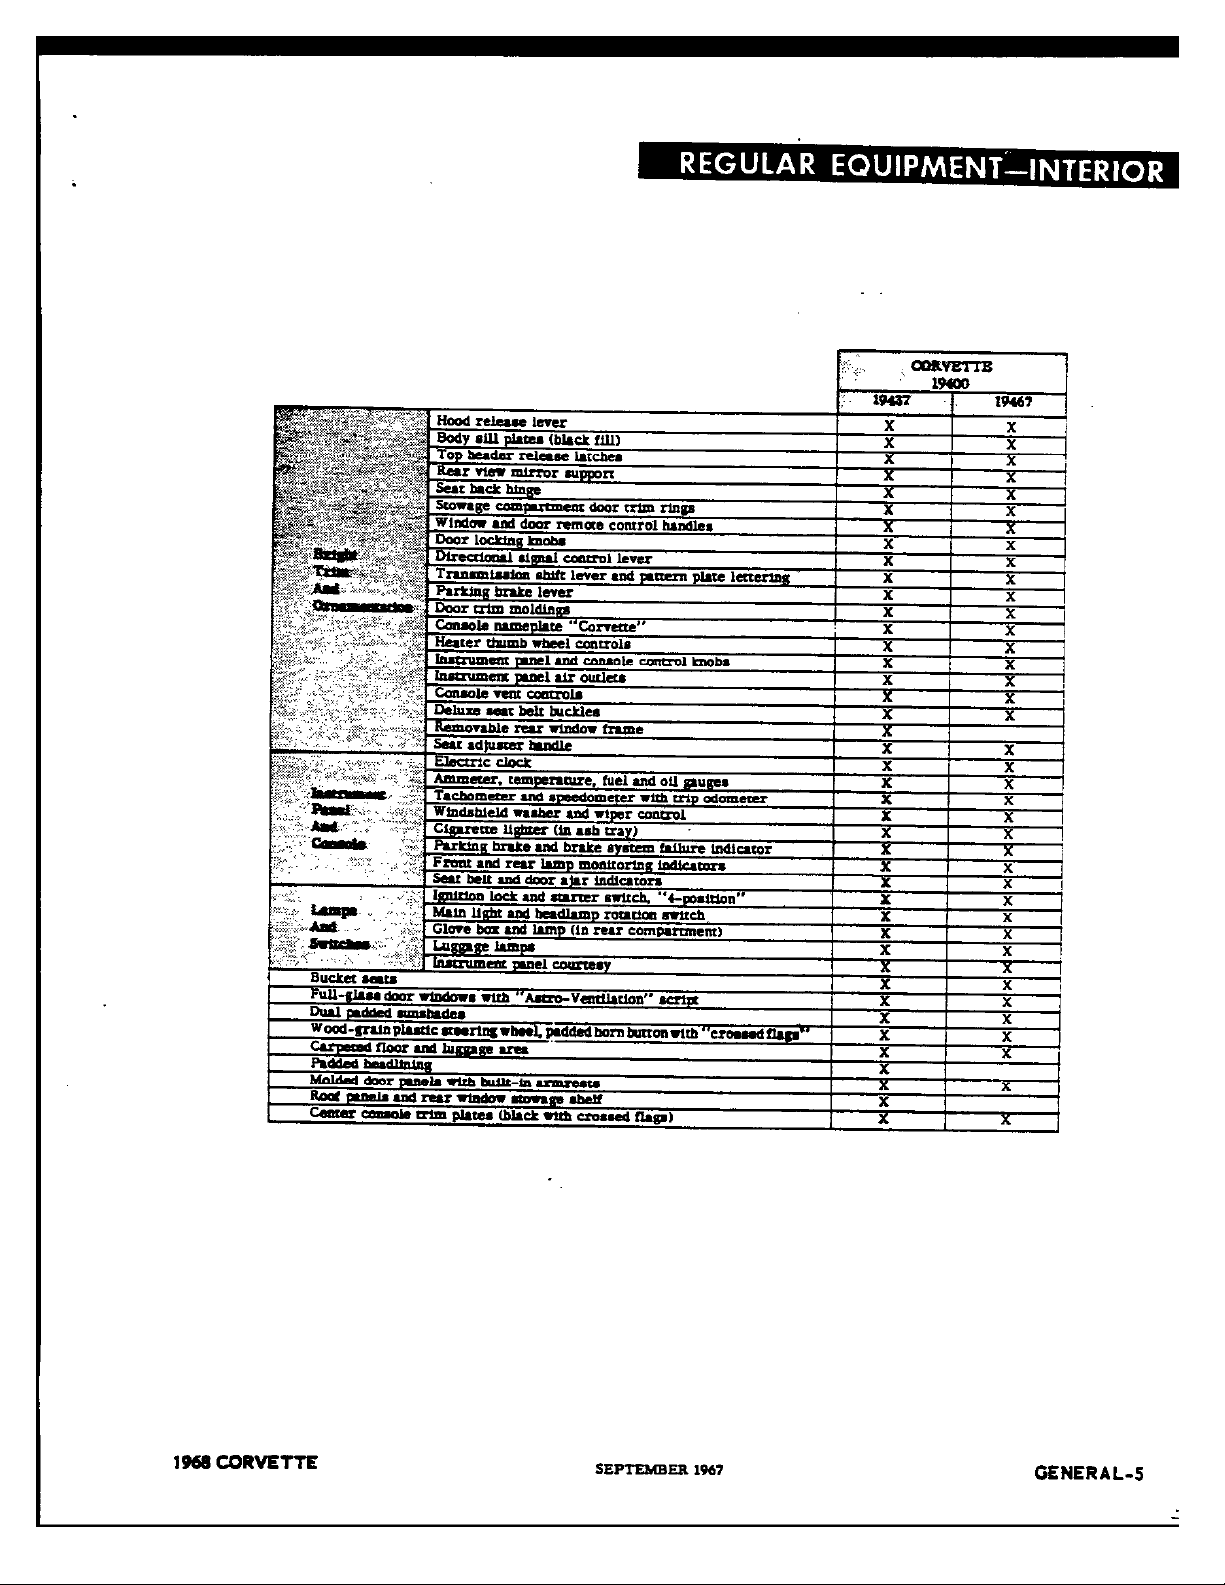 REGULAR EQUIPMENT—INTERIOR
CORVETTE
19400
19437 19467
Hood release lever X X
Body sill plates (black fill) X X
Top header release latches X X
Rear view mirror support X X
Seat back hinge X X
Stowage compartment door trim rings X X
Window and door remote control handles X X
Door locking knobs X X
Bright
Trim
And
Ornamentation
Directional signal control lever X X
Transmission shift lever and pattern plate lettering X X
Parking brake lever X X
Door trim moldings X X
Console nameplate "Corvette" X X
Heater thumb wheel controls X X
Instrument panel and console control knobs X X
Instrument panel air outlets X X
Console vent controls X X
Deluxe seat belt buckles X X
Removable rear window frame X
Seat adjuster handle X X
Instrument
Panel
And
Console
Electric clock X X
Ammeter, temperature, fuel and oil gauges X X
Tachometer and speedometer with trip odometer X X
Windshield washer and wiper control X X
Cigarette lighter (in ash tray) X X
Parking brake and brake system failure indicator X X
Front and rear lamp monitoring indicators X X
Seat belt and door ajar indicators X X
Lamps
And
Switches
Ignition lock and starter switch, "4-position" X X
Main light and headlamp rotation switch X X
Glove box and lamp (in rear compartment) X X
Luggage lamps X X
Instrument panel courtesy X X
Bucket seats X X
Full-glass door windows with "Astro-Ventilation" script X X
Dual padded sunshades X X
Wood-grain plastic steering wheel, padded horn button with "crossed flags" X X
Carpeted floor and luggage area X X
Padded headlining X
Molded door panels with built-in armrests X X
Roof panels and rear window stowage shelf X
Center console trim plates (black with crossed flags) X X
1968 CORVETTE
SEPTEMBER 1967
GENERAL-5